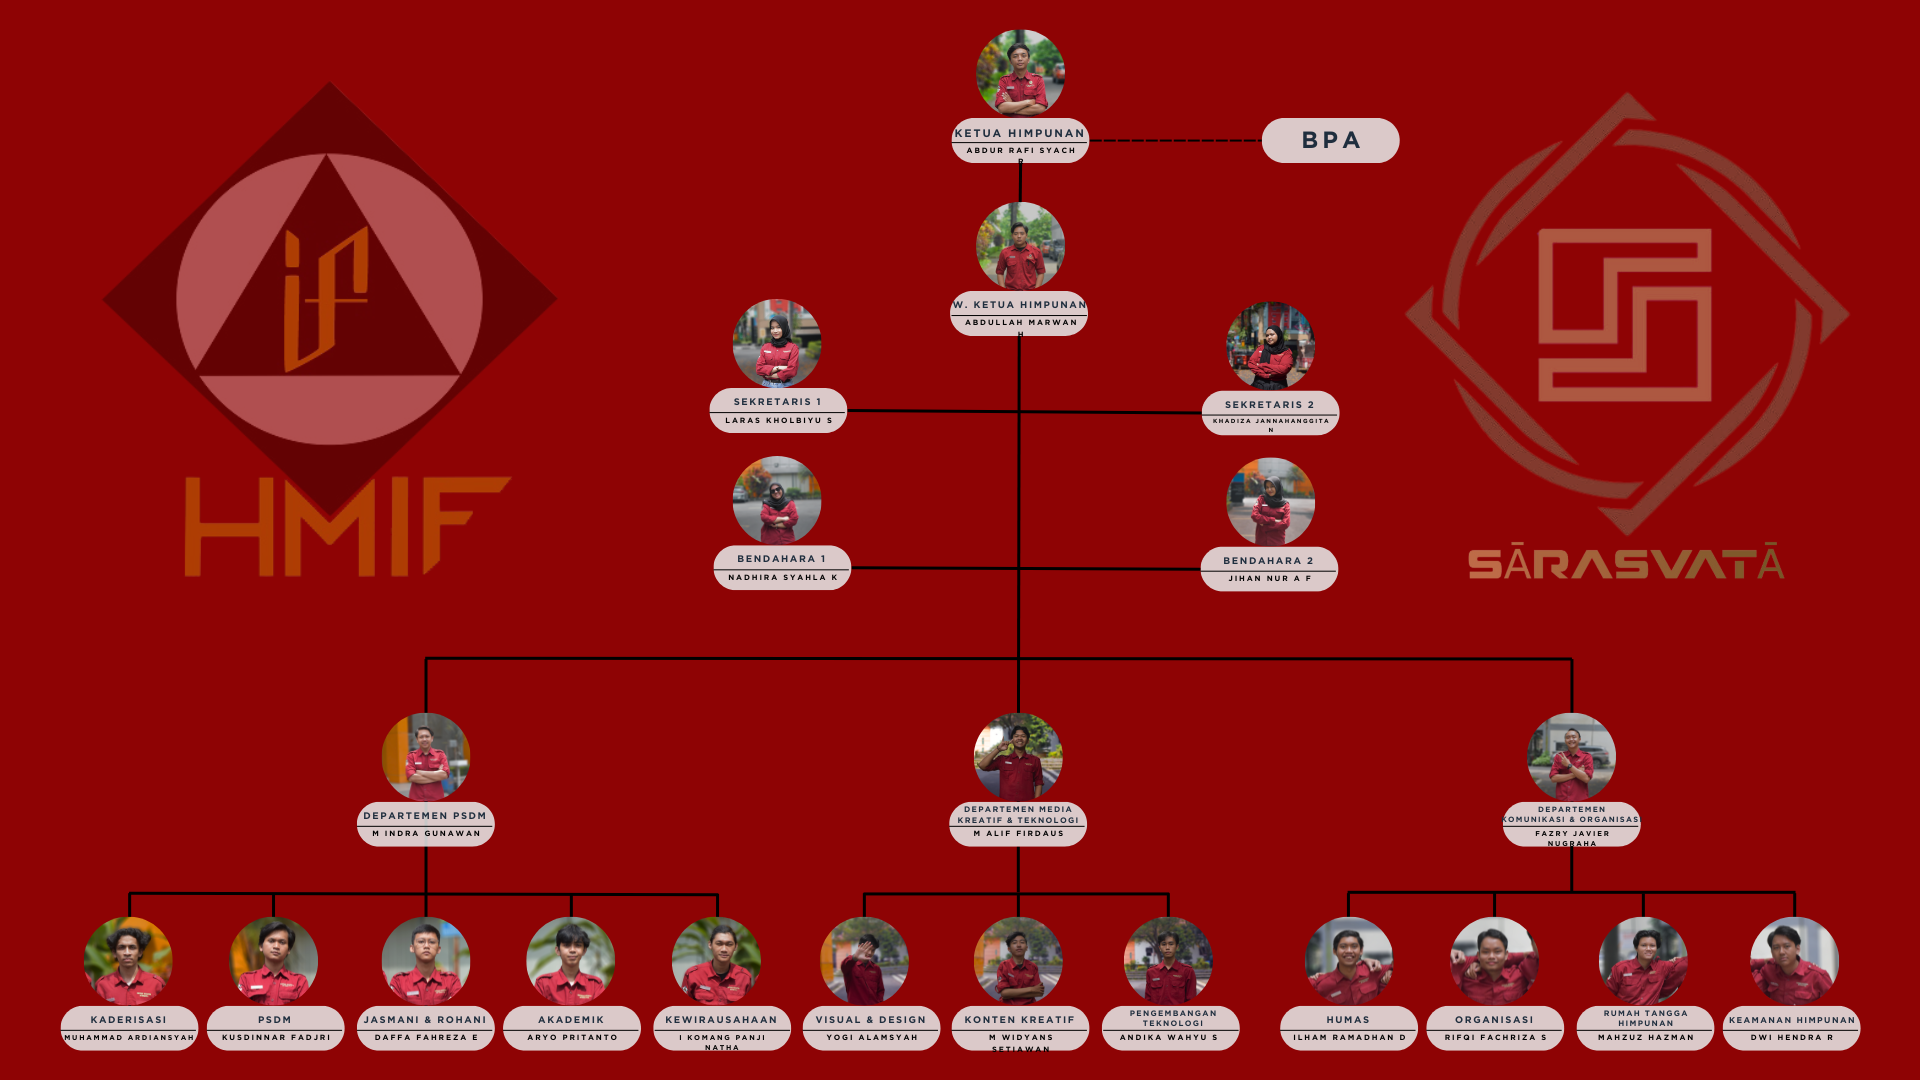 KETUA HIMPUNAN
ABDUR RAFI SYACH
R
BPA
W. KETUA HIMPUNAN
ABDULLAH MARWAN
H
SEKRETARIS 1
LARAS KHOLBIYU S
SEKRETARIS 2
KHADIZA JANNAHANGGITA
N
BENDAHARA 1
NADHIRA SYAHLA K
BENDAHARA 2
JIHAN NUR A F
if
HMIF
SĀRASVATĀ
DEPARTEMEN PSDM
M INDRA GUNAWAN
DEPARTEMEN MEDIA
KREATIF & TEKNOLOGI
M ALIF FIRDAUS
DEPARTEMEN
KOMUNIKASI & ORGANISASI
FAZRY JAVIER
NUGRAHA
KADERISASI
MUHAMMAD ARDIANSYAH
PSDM
KUSDINNAR FADJRI
JASMANI & ROHANI
DAFFA FAHREZA E
AKADEMIK
ARYO PRITANTO
KEWIRAUSAHAAN
I KOMANG PANJI
NATHA
VISUAL & DESIGN
YOGI ALAMSYAH
KONTEN KREATIF
M WIDYANS
SETIAWAN
PENGEMBANGAN
TEKNOLOGI
ANDIKA WAHYU S
HUMAS
ILHAM RAMADHAN D
ORGANISASI
RIFQI FACHRIZA S
RUMAH TANGGA
HIMPUNAN
MAHZUZ HAZMAN
KEAMANAN HIMPUNAN
DWI HENDRA R